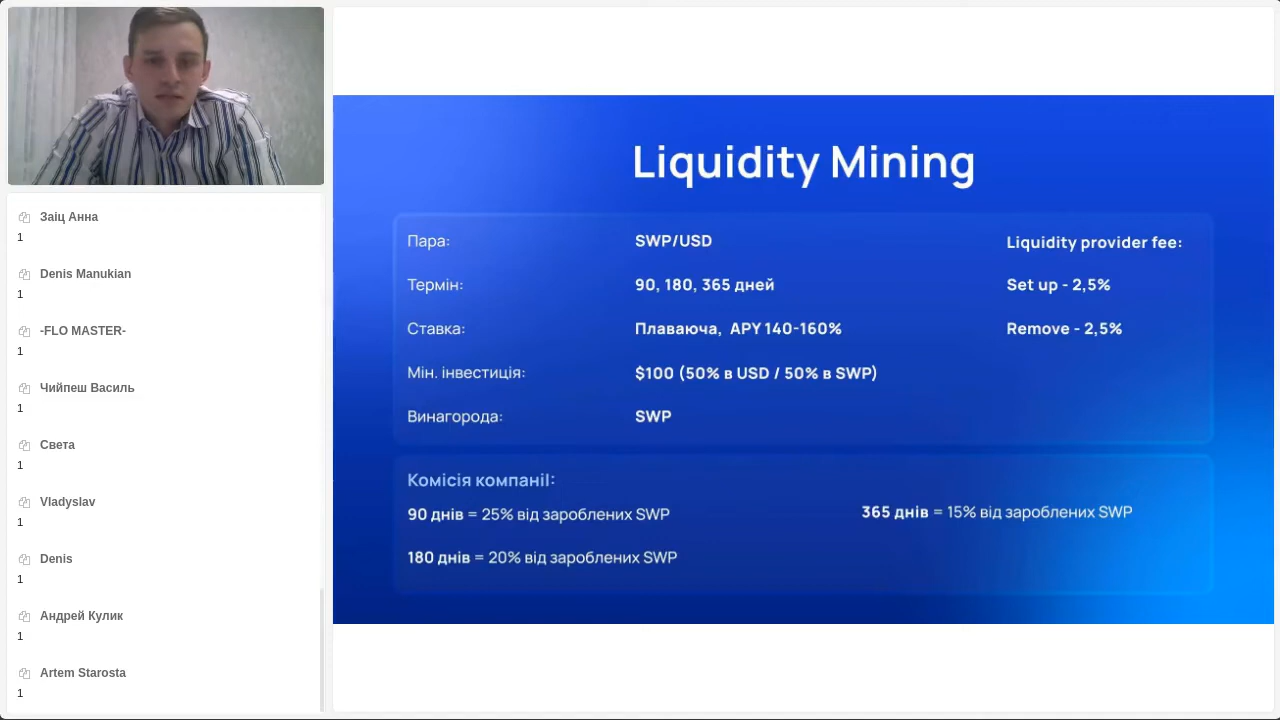 Заіц Анна
1
Denis Manukian
1
-FLO MASTER-
1
Чийпеш Василь
1
Света
1
Vladyslav
1
Denis
1
Андрей Кулик
1
Artem Starosta
1
Liquidity Mining
Пара: SWP/USD
Термін: 90, 180, 365 дней
Ставка: Плаваюча, APY 140-160%
Мін. інвестиція: $100 (50% в USD / 50% в SWP)
Винагорода: SWP
Liquidity provider fee:
Set up - 2,5%
Remove - 2,5%
Комісія компанії:
90 днів = 25% від зароблених SWP
180 днів = 20% від зароблених SWP
365 днів = 15% від зароблених SWP